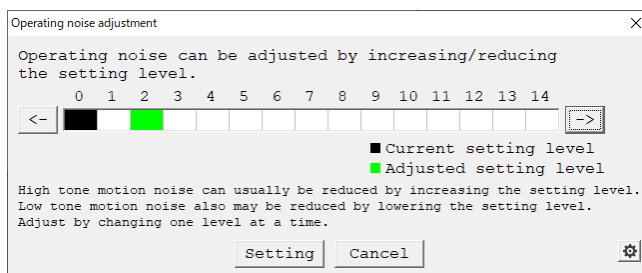 Operating noise adjustment
Operating noise can be adjusted by increasing/reducing
the setting level.
0 1 2 3 4 5 6 7 8 9 10 11 12 13 14
<- ->
Current setting level
Adjusted setting level
High tone motion noise can usually be reduced by increasing the setting level.
Low tone motion noise also may be reduced by lowering the setting level.
Adjust by changing one level at a time.
Setting Cancel